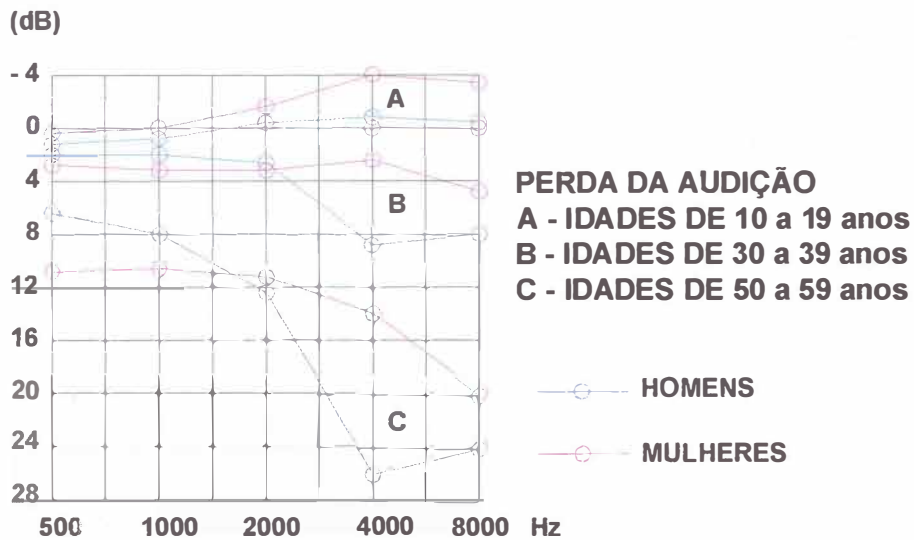 (dB)
- 4
0
4
8
12
16
20
24
28
A
B
C
500 1000 2000 4000 8000 Hz
PERDA DA AUDIÇÃO
A - IDADES DE 10 a 19 anos
B - IDADES DE 30 a 39 anos
C - IDADES DE 50 a 59 anos
HOMENS
MULHERES